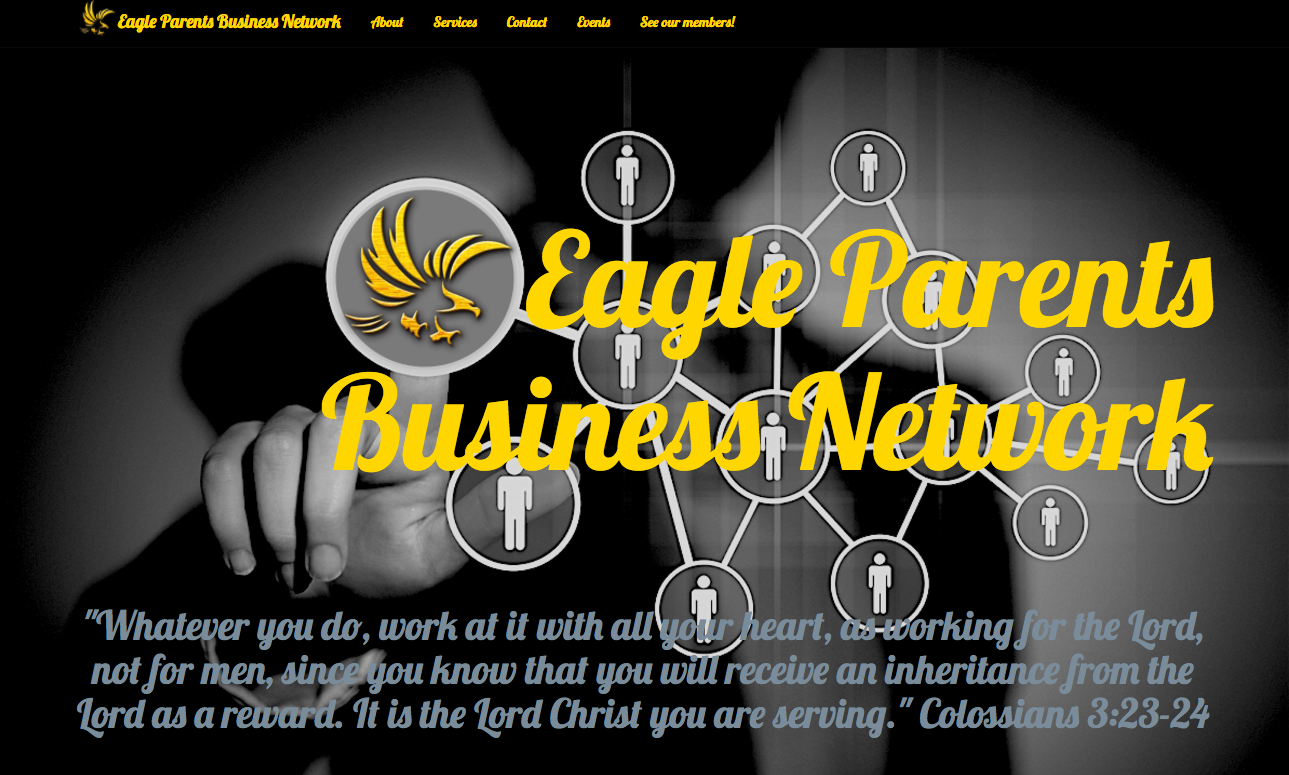 Eagle Parents Business Network About Services Contact Events See our members!
Eagle Parents
Business Network
"Whatever you do, work at it with all your heart, as working for the Lord,
not for men, since you know that you will receive an inheritance from the
Lord as a reward. It is the Lord Christ you are serving." Colossians 3:23-24